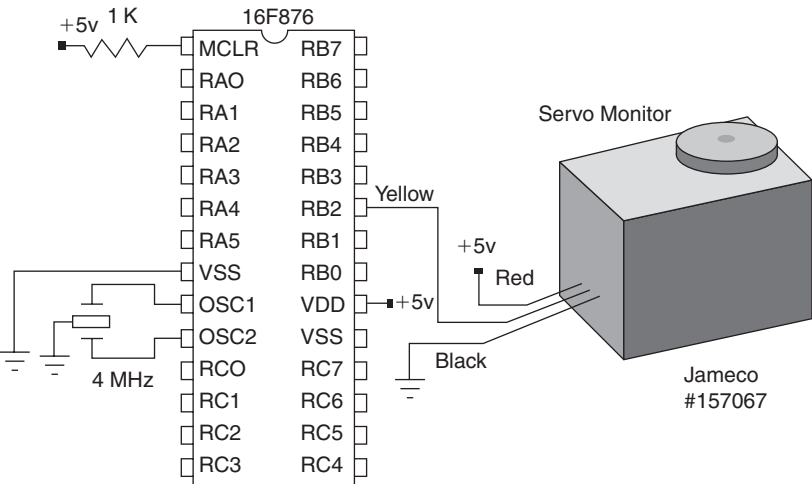 16F876
+5v
1 K
MCLR RB7
RAO RB6
RA1 RB5
RA2 RB4
RA3 RB3
RA4 RB2
RA5 RB1
VSS RB0
OSC1 VDD
OSC2 VSS
RCO RC7
RC1 RC6
RC2 RC5
RC3 RC4
4 MHz
+5v
Yellow
+5v
Red
Black
Servo Monitor
Jameco
#157067